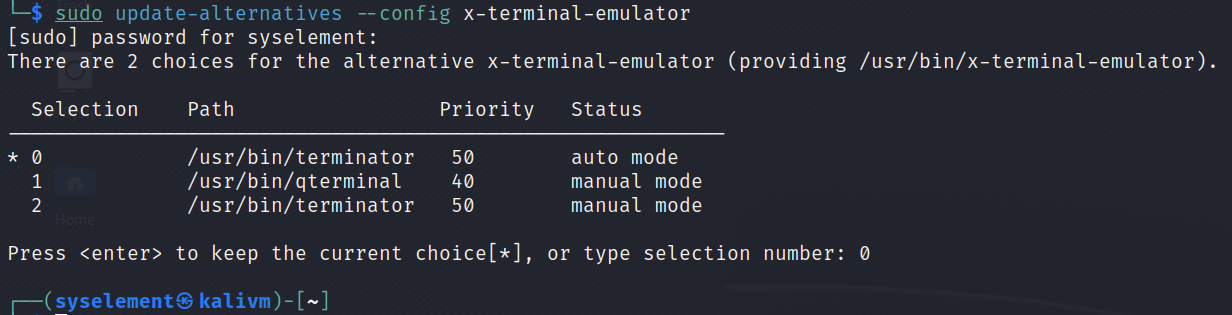 └─$ sudo update-alternatives --config x-terminal-emulator
[sudo] password for syselement:
There are 2 choices for the alternative x-terminal-emulator (providing /usr/bin/x-terminal-emulator).
Selection Path Priority Status
────────────────────────────────────────────────────────────
* 0 /usr/bin/terminator 50 auto mode
1 /usr/bin/qterminal 40 manual mode
2 /usr/bin/terminator 50 manual mode
Home
Press <enter> to keep the current choice[*], or type selection number: 0
┌──(syselement㉿kalivm)-[~]